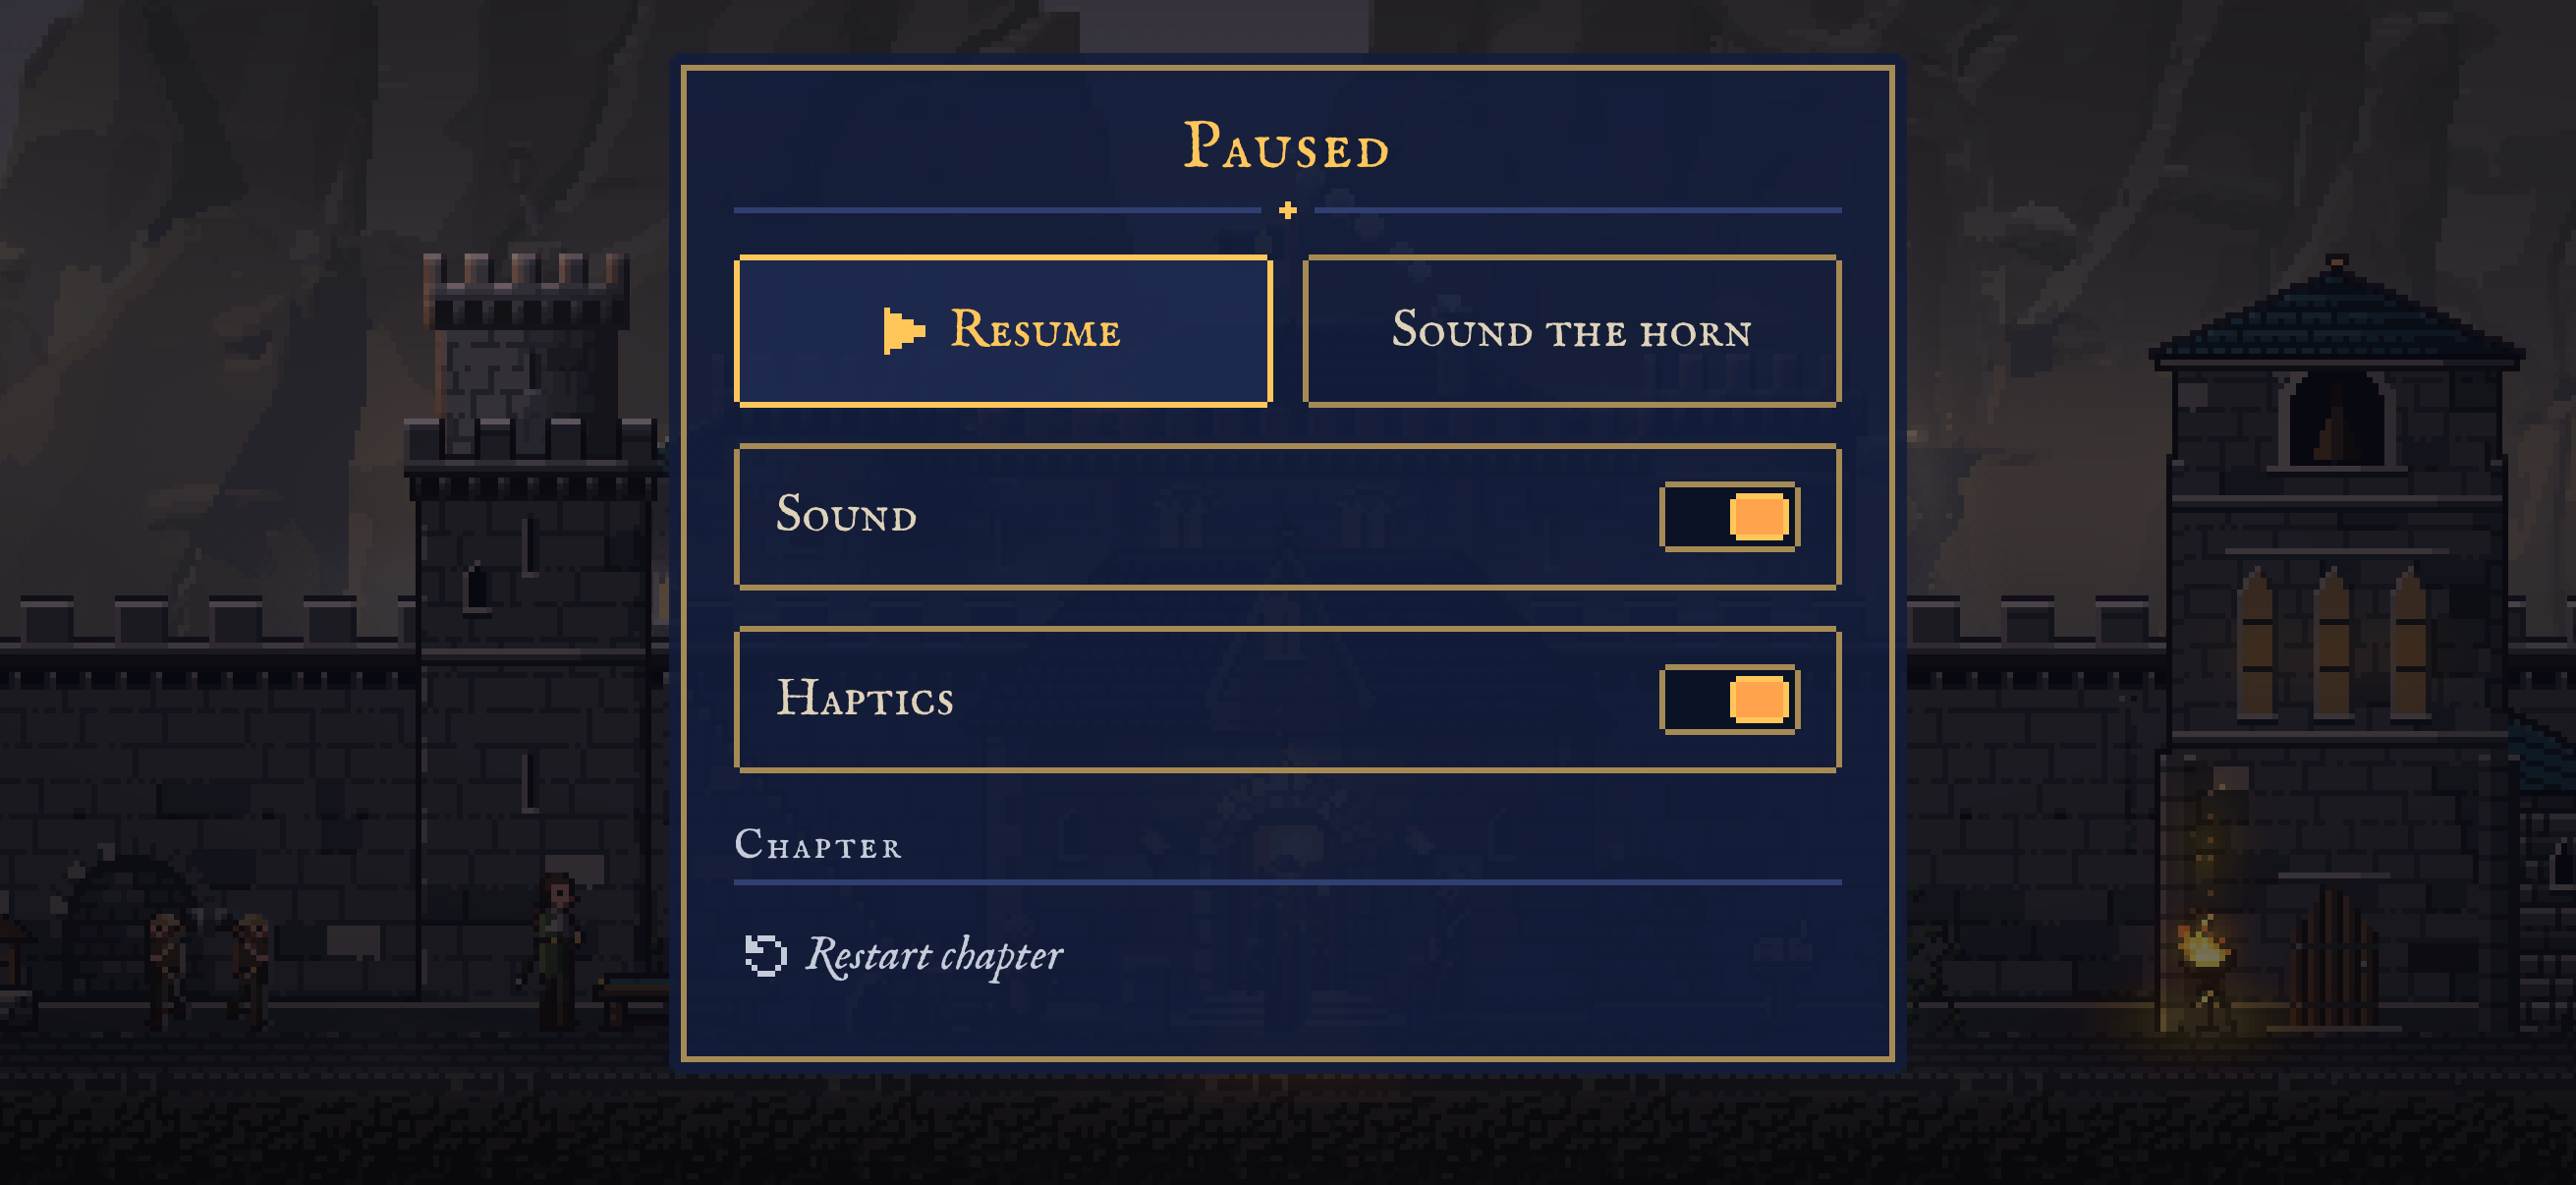 Paused
Resume
Sound the horn
Sound
Haptics
Chapter
Restart chapter